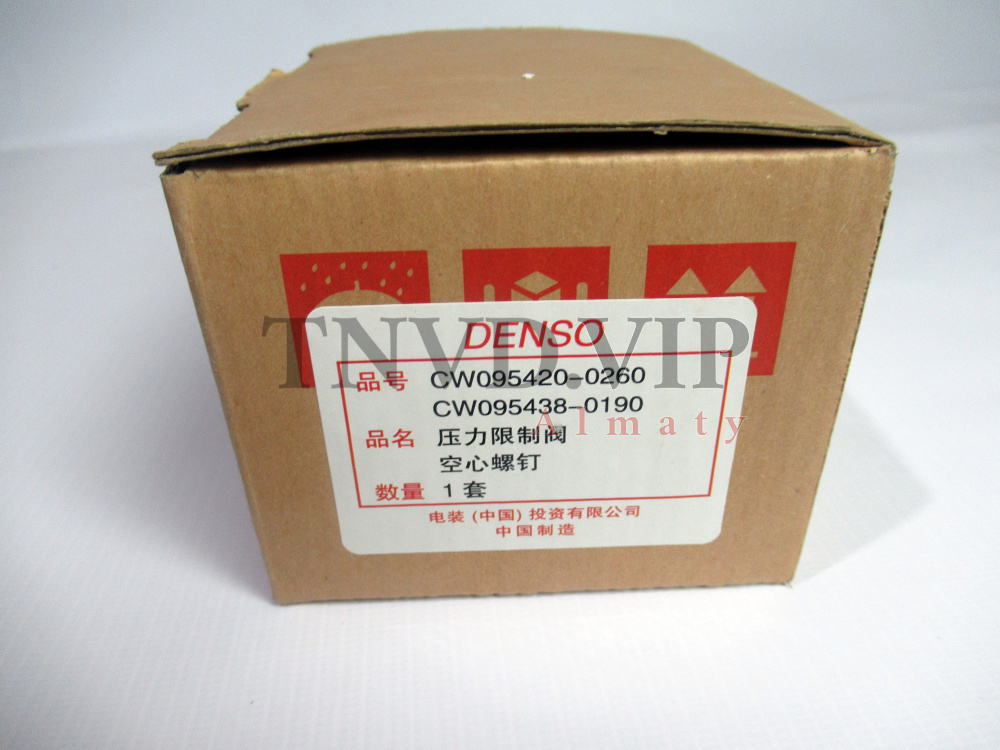 DENSO
TNVD.VIP
品号 CW095420-0260
CW095438-0190
Almaty
品名 压力限制阀
空心螺钉
数量 1套
电装(中国)投资有限公司
中国制造